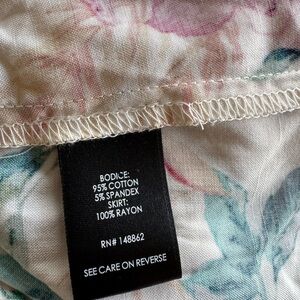 BODICE:
95% COTTON
5% SPANDEX
SKIRT:
100% RAYON
RN# 148862
SEE CARE ON REVERSE